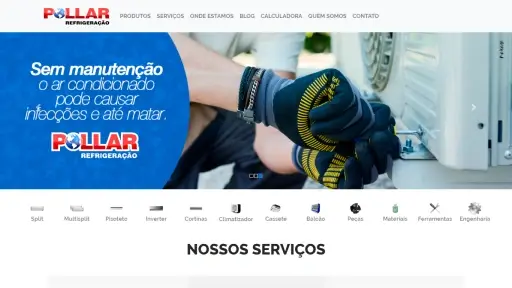 POLLAR
REFRIGERAÇÃO
PRODUTOS SERVIÇOS ONDE ESTAMOS BLOG CALCULADORA QUÉM SOMOS CONTATO
Sem manutenção
o ar condicionado
pode causar
infecções e até matar.
POLLAR
REFRIGERAÇÃO
Split Multisplit Pisoteto Inverter Cortinas Climatizador Cassete Balcão Peças Materiais Ferramentas Engenharia
NOSSOS SERVIÇOS